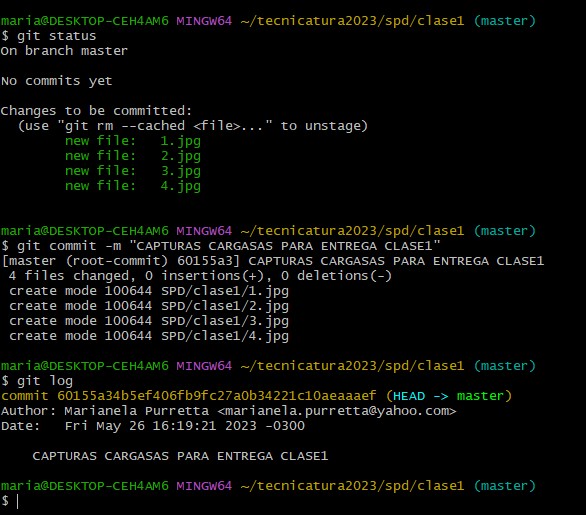 maria@DESKTOP-CEH4AM6 MINGW64 ~/tecnicatura2023/spd/clase1 (master)
$ git status
On branch master
No commits yet
Changes to be committed:
(use "git rm --cached <file>..." to unstage)
new file:   1.jpg
new file:   2.jpg
new file:   3.jpg
new file:   4.jpg
maria@DESKTOP-CEH4AM6 MINGW64 ~/tecnicatura2023/spd/clase1 (master)
$ git commit -m "CAPTURAS CARGASAS PARA ENTREGA CLASE1"
[master (root-commit) 60155a3] CAPTURAS CARGASAS PARA ENTREGA CLASE1
4 files changed, 0 insertions(+), 0 deletions(-)
create mode 100644 SPD/clase1/1.jpg
create mode 100644 SPD/clase1/2.jpg
create mode 100644 SPD/clase1/3.jpg
create mode 100644 SPD/clase1/4.jpg
maria@DESKTOP-CEH4AM6 MINGW64 ~/tecnicatura2023/spd/clase1 (master)
$ git log
commit 60155a34b5ef406fb9fc27a0b34221c10aeaaaef (HEAD -> master)
Author: Marianela Purretta <marianela.purretta@yahoo.com>
Date:   Fri May 26 16:19:21 2023 -0300
CAPTURAS CARGASAS PARA ENTREGA CLASE1
maria@DESKTOP-CEH4AM6 MINGW64 ~/tecnicatura2023/spd/clase1 (master)
$